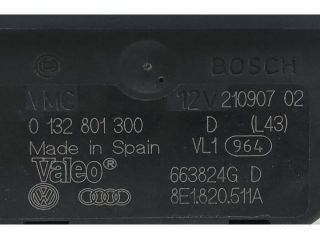 BOSCH
VMC 12V 210907 02
0 132 801 300 D (L43)
Made in Spain VL1 964
Valeo® 663824G D
8E1.820.511A